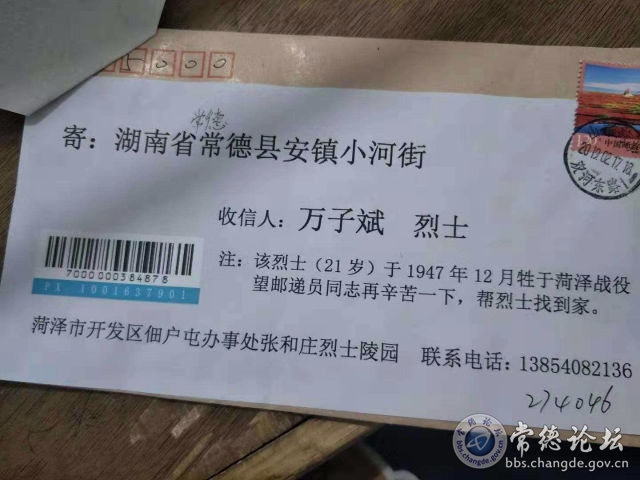 5000
常德
寄：湖南省常德县安镇小河街
收信人：万子斌 烈士
注：该烈士（21岁）于1947年12月牲于菏泽战役
望邮递员同志再辛苦一下，帮烈士找到家。
7000000384878
PX 1001637901
菏泽市开发区佃户屯办事处张和庄烈士陵园 联系电话：13854082136
274046
常德论坛
bbs.changde.gov.cn